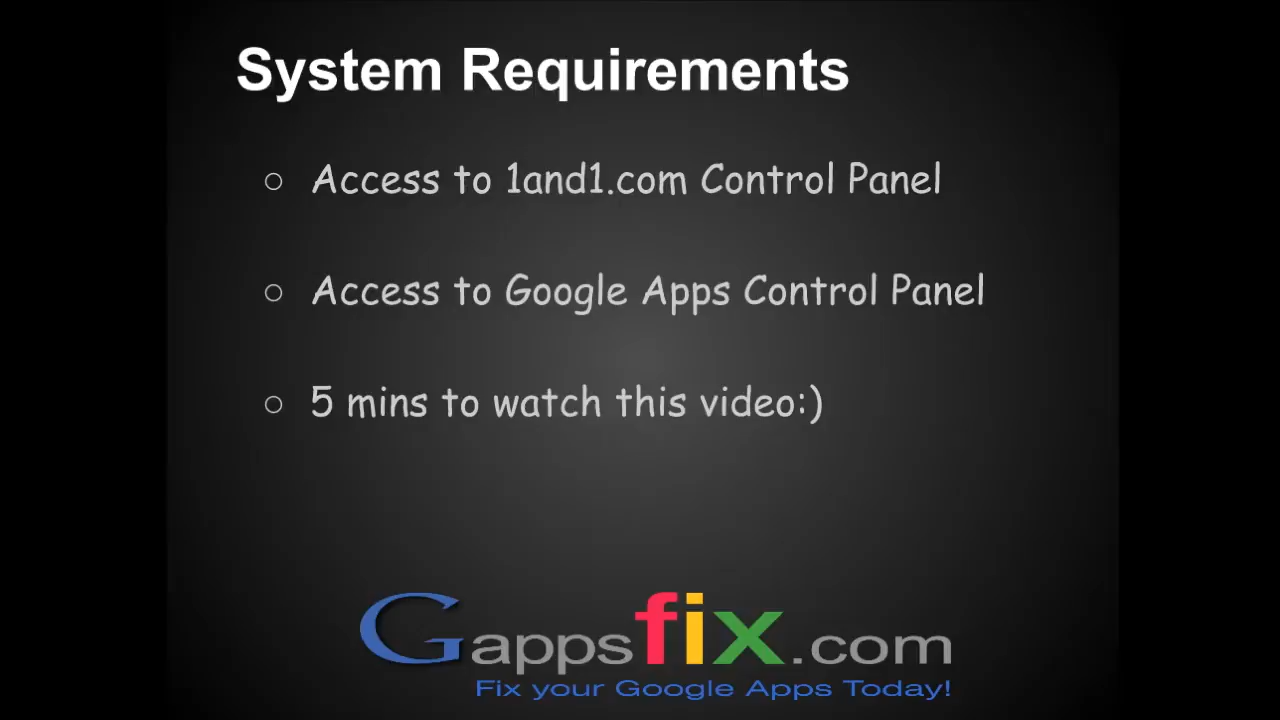 System Requirements
○ Access to 1and1.com Control Panel
○ Access to Google Apps Control Panel
○ 5 mins to watch this video:)
Gappsfix.com
Fix your Google Apps Today!